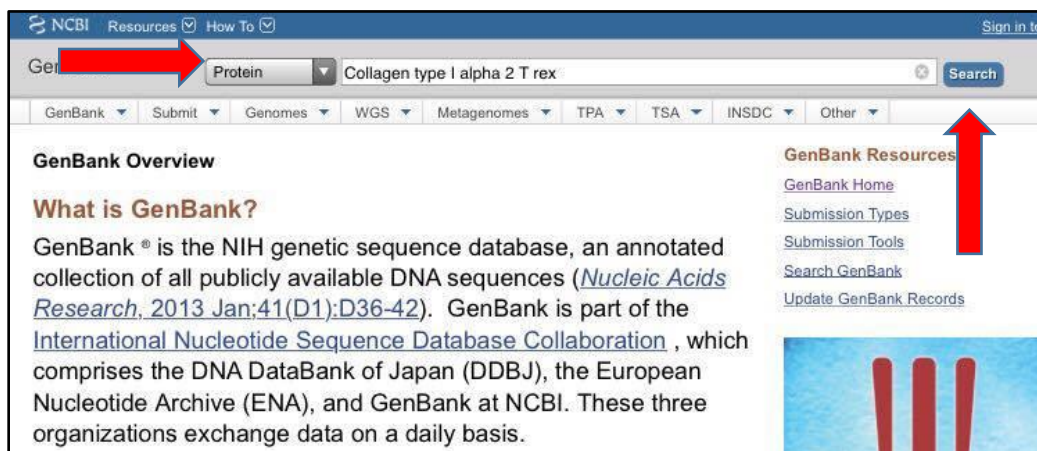 NCBI Resources How To Sign in to
Ger Protein Collagen type I alpha 2 T rex Search
GenBank Submit Genomes WGS Metagenomes TPA TSA INSDC Other
GenBank Overview
What is GenBank?
GenBank ® is the NIH genetic sequence database, an annotated
collection of all publicly available DNA sequences (Nucleic Acids
Research, 2013 Jan;41(D1):D36-42). GenBank is part of the
International Nucleotide Sequence Database Collaboration , which
comprises the DNA DataBank of Japan (DDBJ), the European
Nucleotide Archive (ENA), and GenBank at NCBI. These three
organizations exchange data on a daily basis.
GenBank Resources
GenBank Home
Submission Types
Submission Tools
Search GenBank
Update GenBank Records